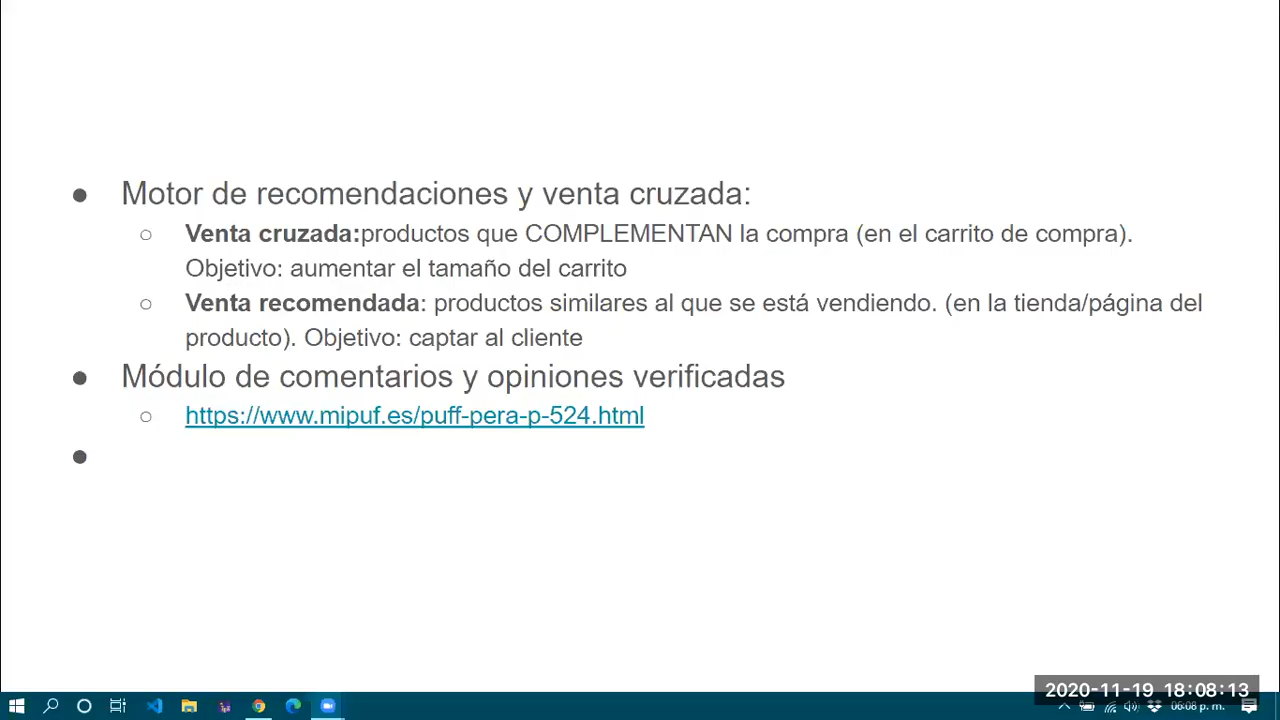 ● Motor de recomendaciones y venta cruzada:
○ Venta cruzada:productos que COMPLEMENTAN la compra (en el carrito de compra).
Objetivo: aumentar el tamaño del carrito
○ Venta recomendada: productos similares al que se está vendiendo. (en la tienda/página del
producto). Objetivo: captar al cliente
● Módulo de comentarios y opiniones verificadas
○ https://www.mipuf.es/puff-pera-p-524.html
●
2020-11-19 18:08:13
06:08 p. m.